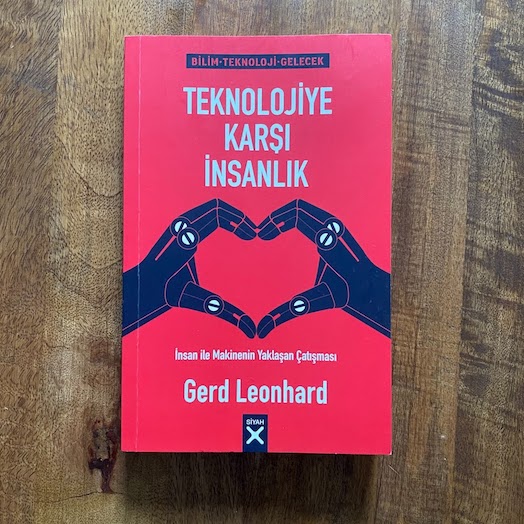 BİLİM•TEKNOLOJİ•GELECEK
TEKNOLOJİYE
KARŞI
İNSANLIK
İnsan ile Makinenin Yaklaşan Çatışması
Gerd Leonhard
SİYAH
X